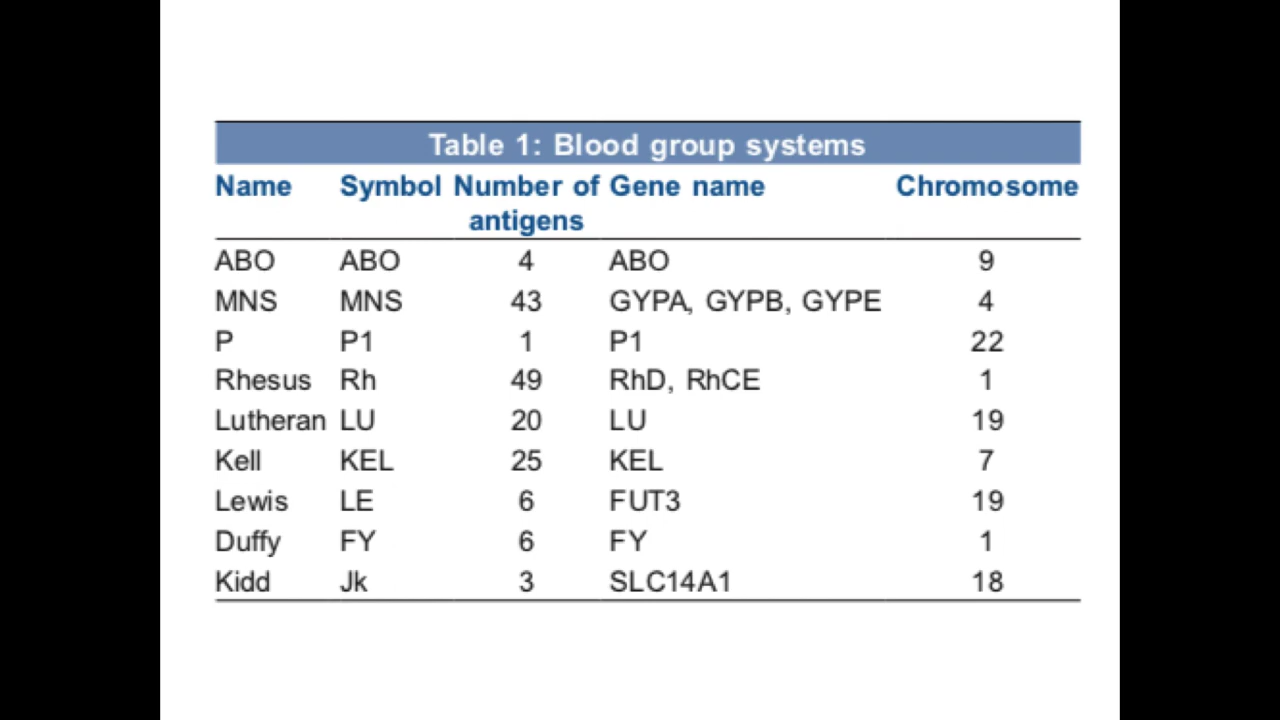 Table 1: Blood group systems
Name Symbol Number of antigens Gene name Chromosome
ABO ABO 4 ABO 9
MNS MNS 43 GYPA, GYPB, GYPE 4
P P1 1 P1 22
Rhesus Rh 49 RhD, RhCE 1
Lutheran LU 20 LU 19
Kell KEL 25 KEL 7
Lewis LE 6 FUT3 19
Duffy FY 6 FY 1
Kidd Jk 3 SLC14A1 18